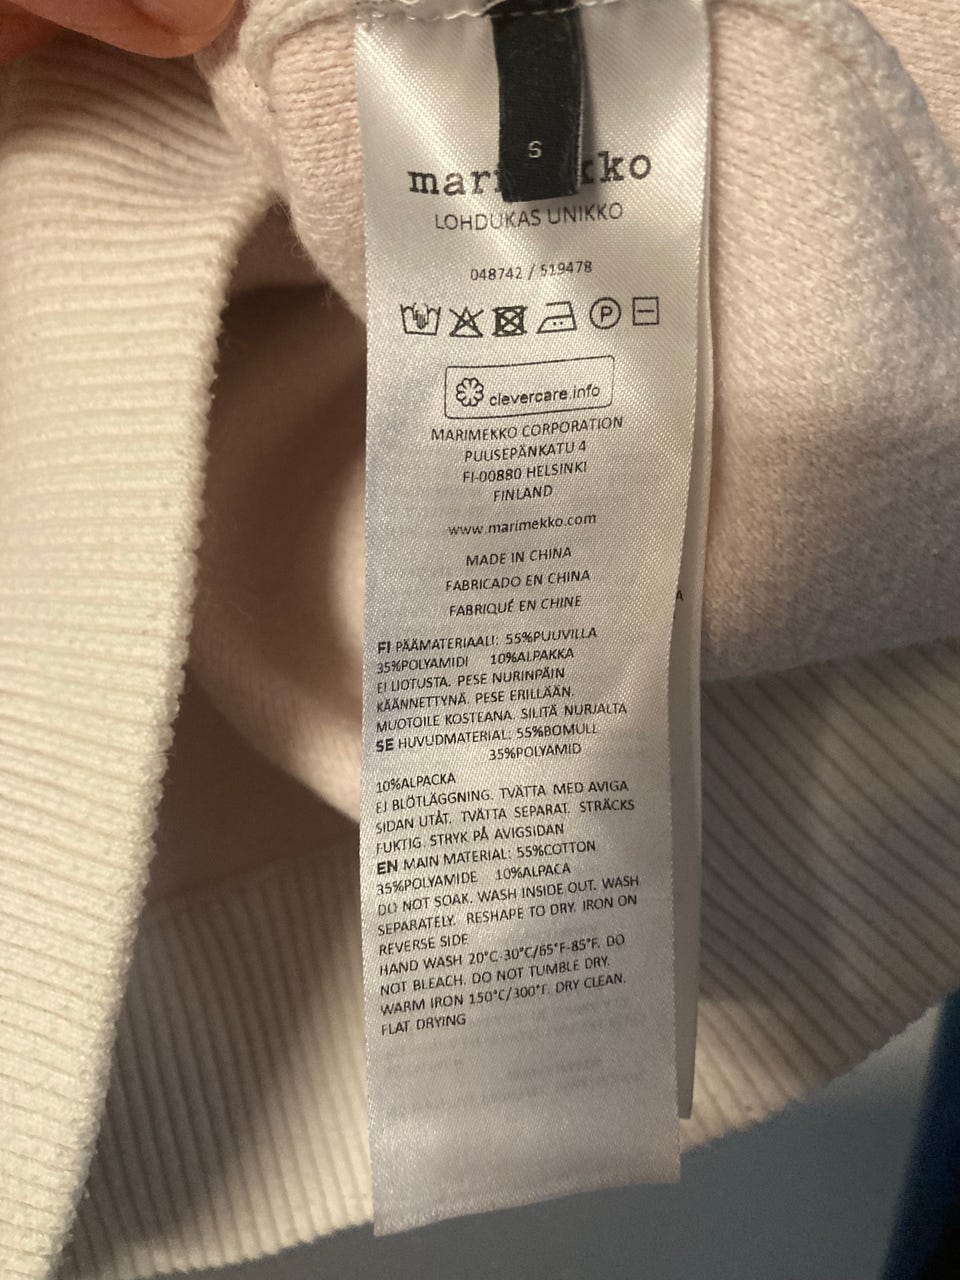 S
mari kko
LOHDUKAS UNIKKO
048742 / 519478
P
clevercare.info
MARIMEKKO CORPORATION
PUUSEPÄNKATU 4
FI-00880 HELSINKI
FINLAND
www.marimekko.com
MADE IN CHINA
FABRICADO EN CHINA
FABRIQUÉ EN CHINE
FI PÄÄMATERIAALI: 55%PUUVILLA
35%POLYAMIDI 10%ALPAKKA
EI LIOTUSTA. PESE NURINPÄIN
KÄÄNNETTYNÄ. PESE ERILLÄÄN.
MUOTOILE KOSTEANA. SILITÄ NURJALTA
SE HUVUDMATERIAL: 55%BOMULL
35%POLYAMID
10%ALPACKA
EJ BLÖTLÄGGNING. TVÄTTA MED AVIGA
SIDAN UTÅT. TVÄTTA SEPARAT. STRÄCKS
FUKTIG. STRYK PÅ AVIGSIDAN
EN MAIN MATERIAL: 55%COTTON
35%POLYAMIDE 10%ALPACA
DO NOT SOAK. WASH INSIDE OUT. WASH
SEPARATELY. RESHAPE TO DRY. IRON ON
REVERSE SIDE
HAND WASH 20°C-30°C/65°F-85°F. DO
NOT BLEACH. DO NOT TUMBLE DRY.
WARM IRON 150°C/300°F. DRY CLEAN.
FLAT DRYING